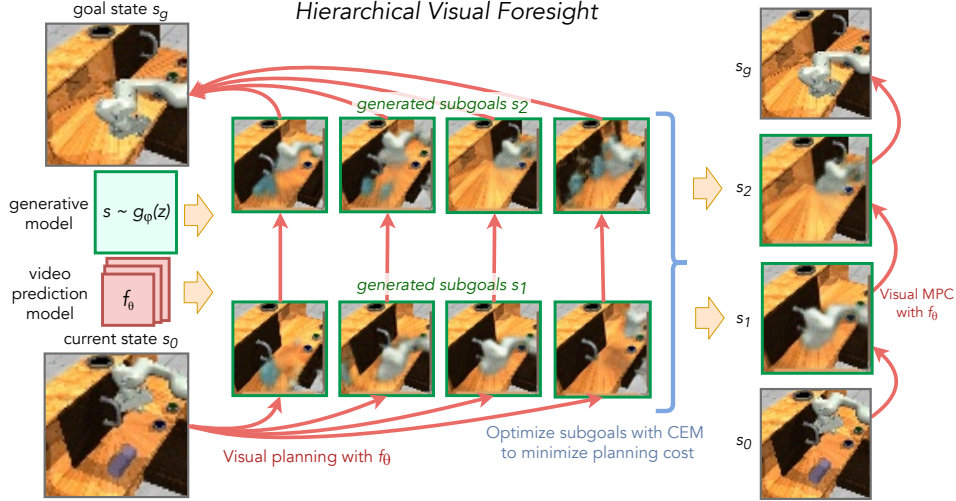 Hierarchical Visual Foresight
goal state s_g
generated subgoals s_2
generative
model
s ~ g_φ(z)
video
prediction
model
f_θ
generated subgoals s_1
current state s_0
Visual planning with f_θ
Optimize subgoals with CEM
to minimize planning cost
s_g
s_2
s_1
s_0
Visual MPC
with f_θ